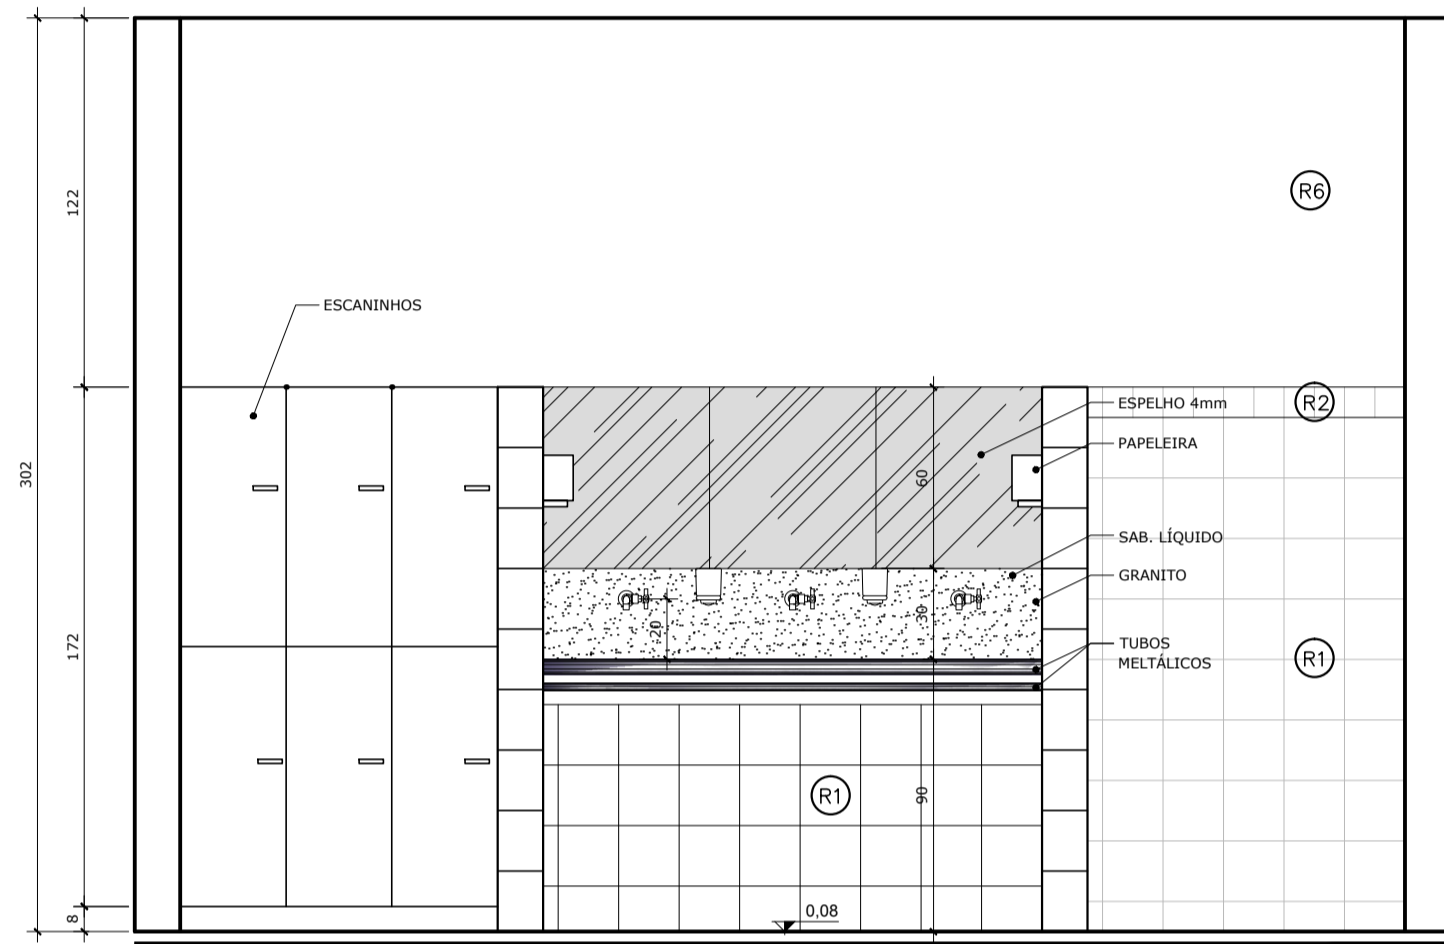 122
R6
ESCANINHOS
R2
ESPELHO 4mm
PAPELEIRA
302
60
SAB. LÍQUIDO
GRANITO
30
20
172
TUBOS
MELTÁLICOS
R1
R1
90
8
0,08